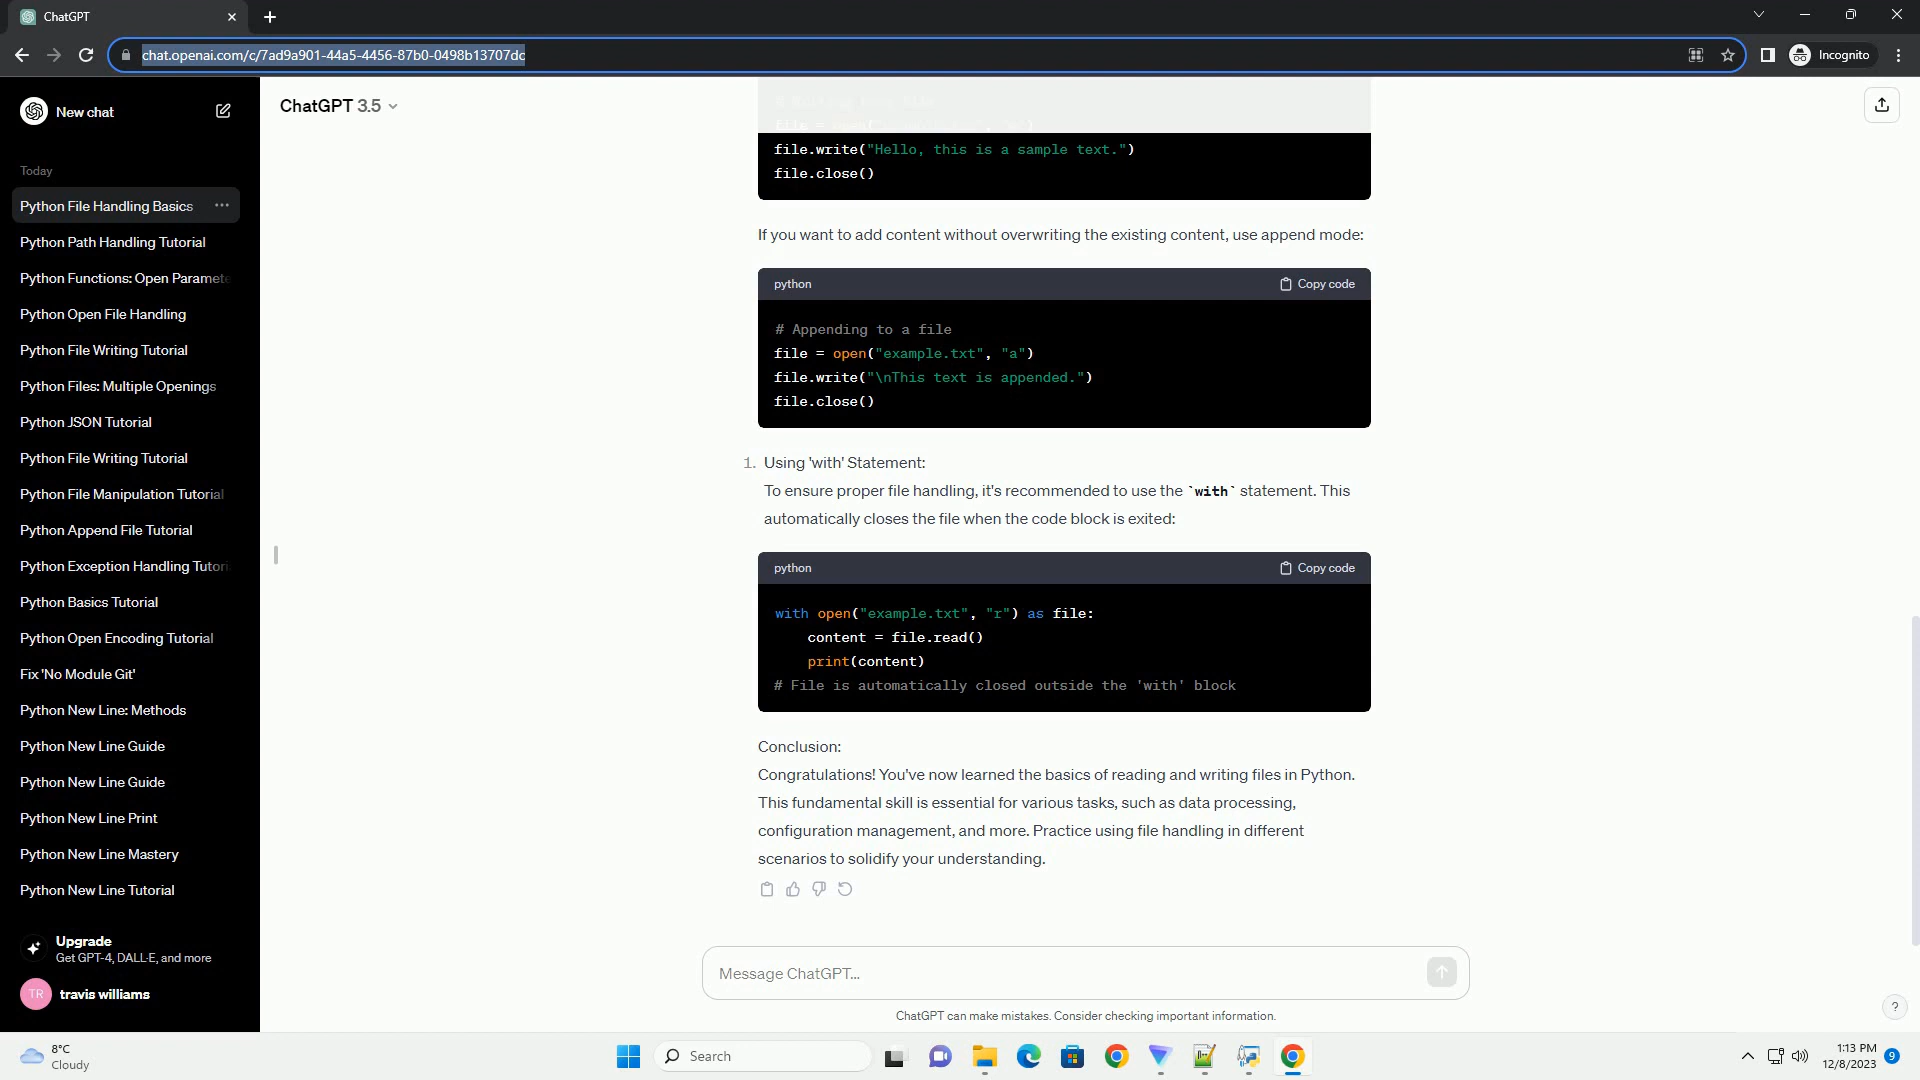 ChatGPT
chat.openai.com/c/7ad9a901-44a5-4456-87b0-0498b13707dc
Incognito
New chat
Today
Python File Handling Basics
Python Path Handling Tutorial
Python Functions: Open Paramete
Python Open File Handling
Python File Writing Tutorial
Python Files: Multiple Openings
Python JSON Tutorial
Python File Writing Tutorial
Python File Manipulation Tutorial
Python Append File Tutorial
Python Exception Handling Tutori
Python Basics Tutorial
Python Open Encoding Tutorial
Fix 'No Module Git'
Python New Line: Methods
Python New Line Guide
Python New Line Guide
Python New Line Print
Python New Line Mastery
Python New Line Tutorial
Upgrade
Get GPT-4, DALL·E, and more
TR
travis williams
ChatGPT 3.5
file.write("Hello, this is a sample text.")
file.close()
If you want to add content without overwriting the existing content, use append mode:
python
Copy code
# Appending to a file
file = open("example.txt", "a")
file.write("\nThis text is appended.")
file.close()
1. Using 'with' Statement:
To ensure proper file handling, it's recommended to use the `with` statement. This
automatically closes the file when the code block is exited:
python
Copy code
with open("example.txt", "r") as file:
    content = file.read()
    print(content)
# File is automatically closed outside the 'with' block
Conclusion:
Congratulations! You've now learned the basics of reading and writing files in Python.
This fundamental skill is essential for various tasks, such as data processing,
configuration management, and more. Practice using file handling in different
scenarios to solidify your understanding.
Message ChatGPT...
ChatGPT can make mistakes. Consider checking important information.
?
8°C
Cloudy
Search
1:13 PM
12/8/2023
9